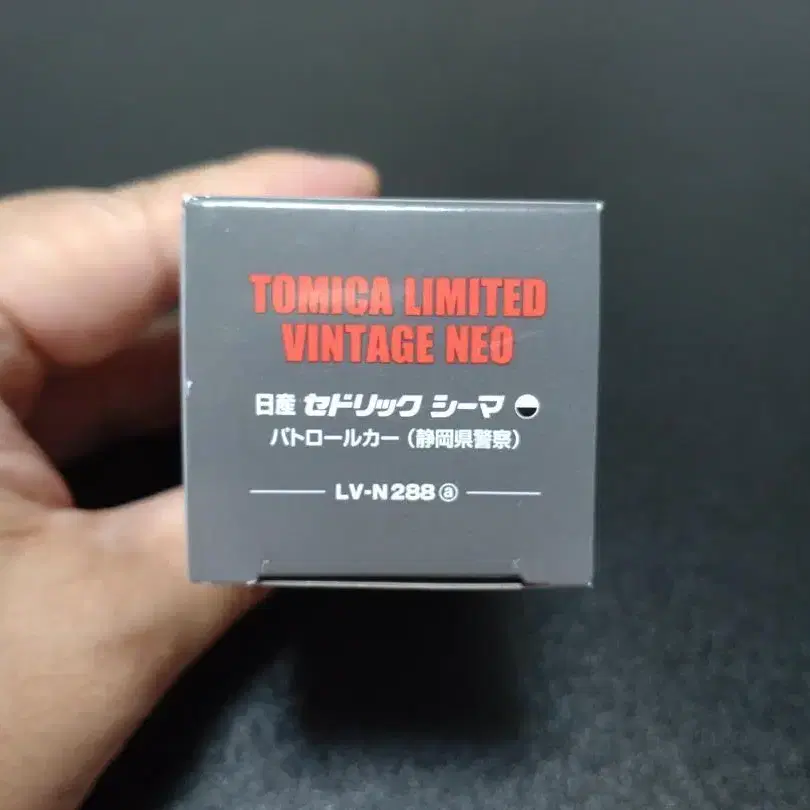 TOMICA LIMITED
VINTAGE NEO
日産 セドリック シーマ
パトロールカー（静岡県警察）
LV-N288ⓐ